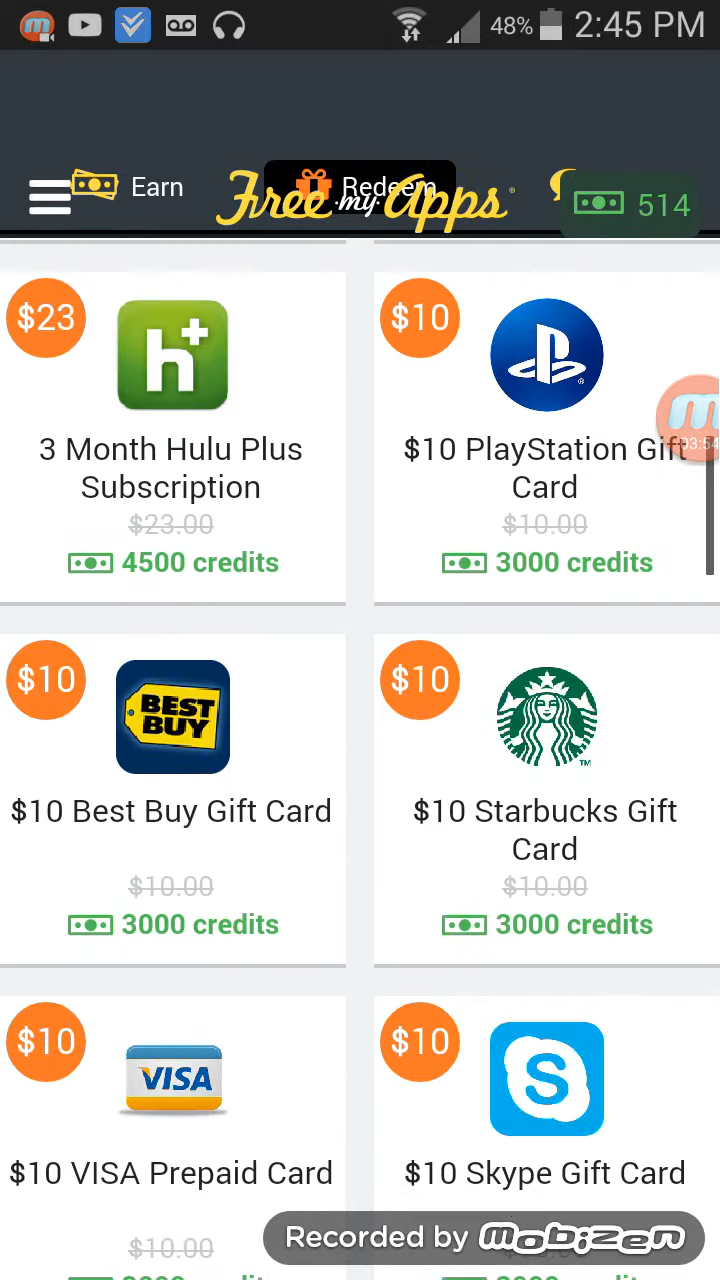 48% 2:45 PM
Earn
Redeem
Free my Apps®
514
$23
h+
3 Month Hulu Plus
Subscription
$23.00
4500 credits
$10
$10 PlayStation Gift
Card
$10.00
3000 credits
03:54
$10
BEST
BUY
$10 Best Buy Gift Card
$10.00
3000 credits
$10
TM
$10 Starbucks Gift
Card
$10.00
3000 credits
$10
VISA
$10 VISA Prepaid Card
$10.00
$10
S
$10 Skype Gift Card
Recorded by mobizen